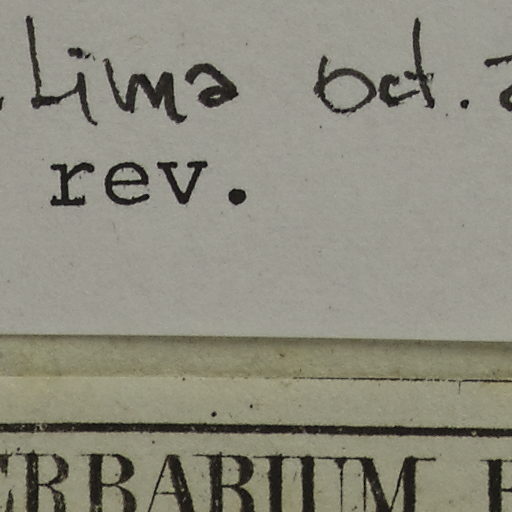 Lima oct.
rev.
ERBARIUM